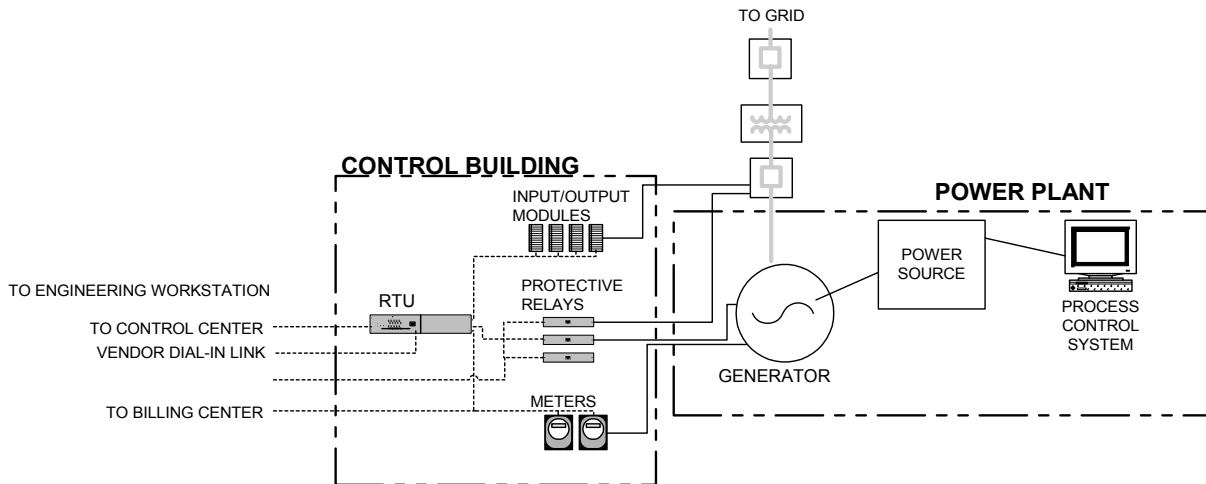 TO GRID
CONTROL BUILDING
INPUT/OUTPUT
MODULES
POWER PLANT
POWER
SOURCE
TO ENGINEERING WORKSTATION
RTU
PROTECTIVE
RELAYS
PROCESS
CONTROL
SYSTEM
TO CONTROL CENTER
VENDOR DIAL-IN LINK
GENERATOR
TO BILLING CENTER
METERS